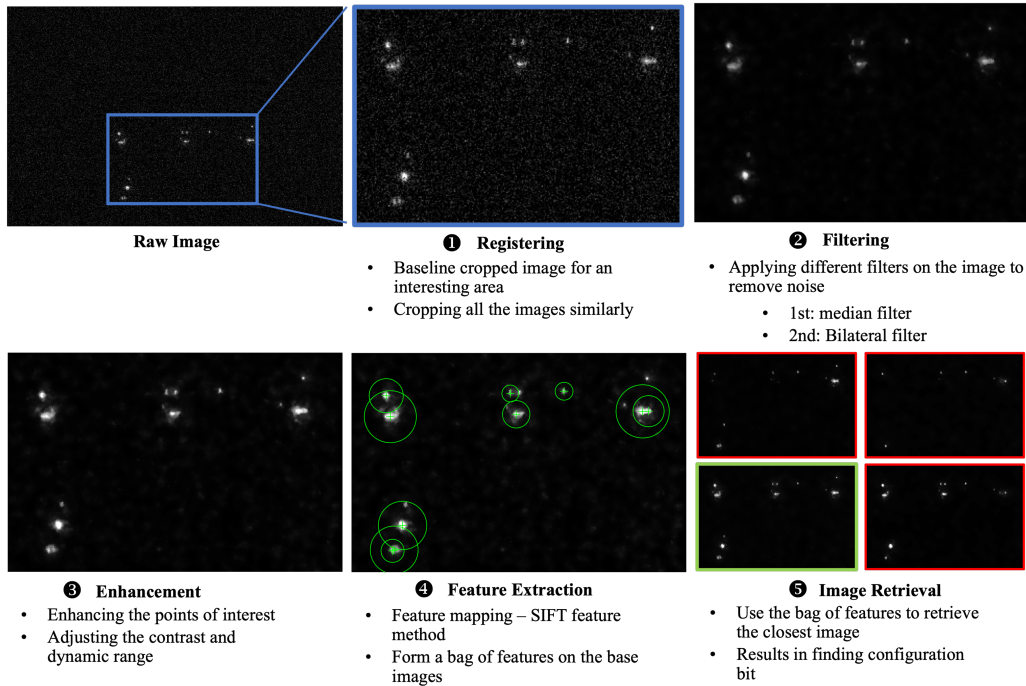 Raw Image
❶ Registering
• Baseline cropped image for an
interesting area
• Cropping all the images similarly
❷ Filtering
• Applying different filters on the image to
remove noise
• 1st: median filter
• 2nd: Bilateral filter
❸ Enhancement
• Enhancing the points of interest
• Adjusting the contrast and
dynamic range
❹ Feature Extraction
• Feature mapping – SIFT feature
method
• Form a bag of features on the base
images
❺ Image Retrieval
• Use the bag of features to retrieve
the closest image
• Results in finding configuration
bit